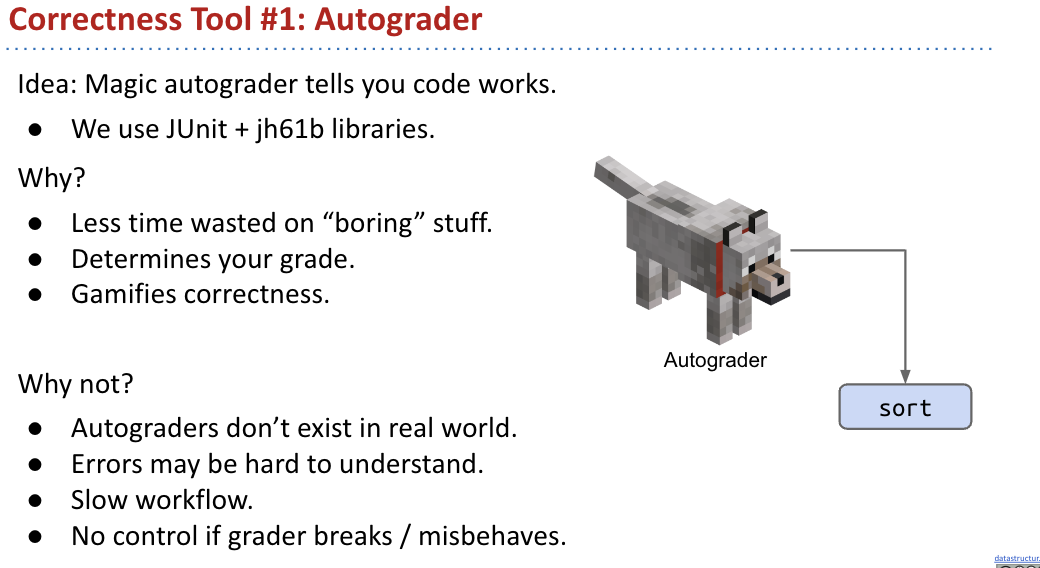 Correctness Tool #1: Autograder
Idea: Magic autograder tells you code works.
● We use JUnit + jh61b libraries.
Why?
● Less time wasted on “boring” stuff.
● Determines your grade.
● Gamifies correctness.
Autograder
Why not?
sort
● Autograders don’t exist in real world.
● Errors may be hard to understand.
● Slow workflow.
● No control if grader breaks / misbehaves.
datastructur.